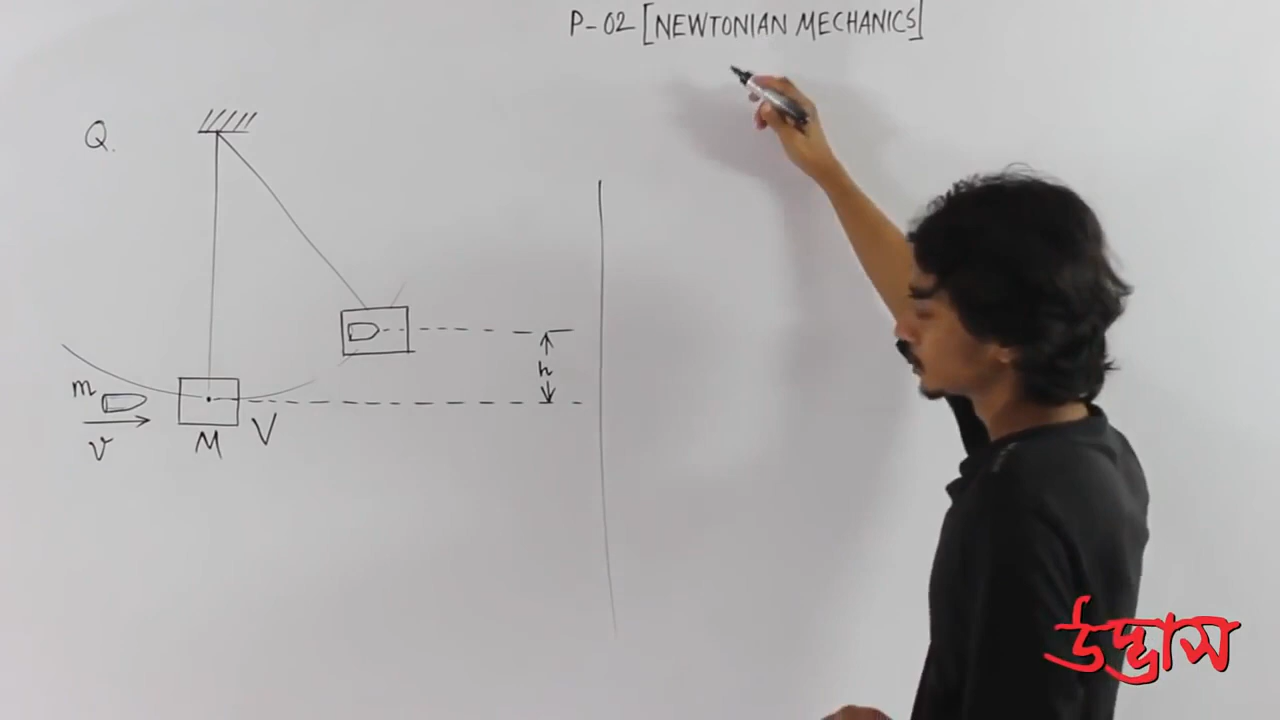 P-02 [NEWTONIAN MECHANICS]
Q.
h
m
v
M
V
উদ্ভাস